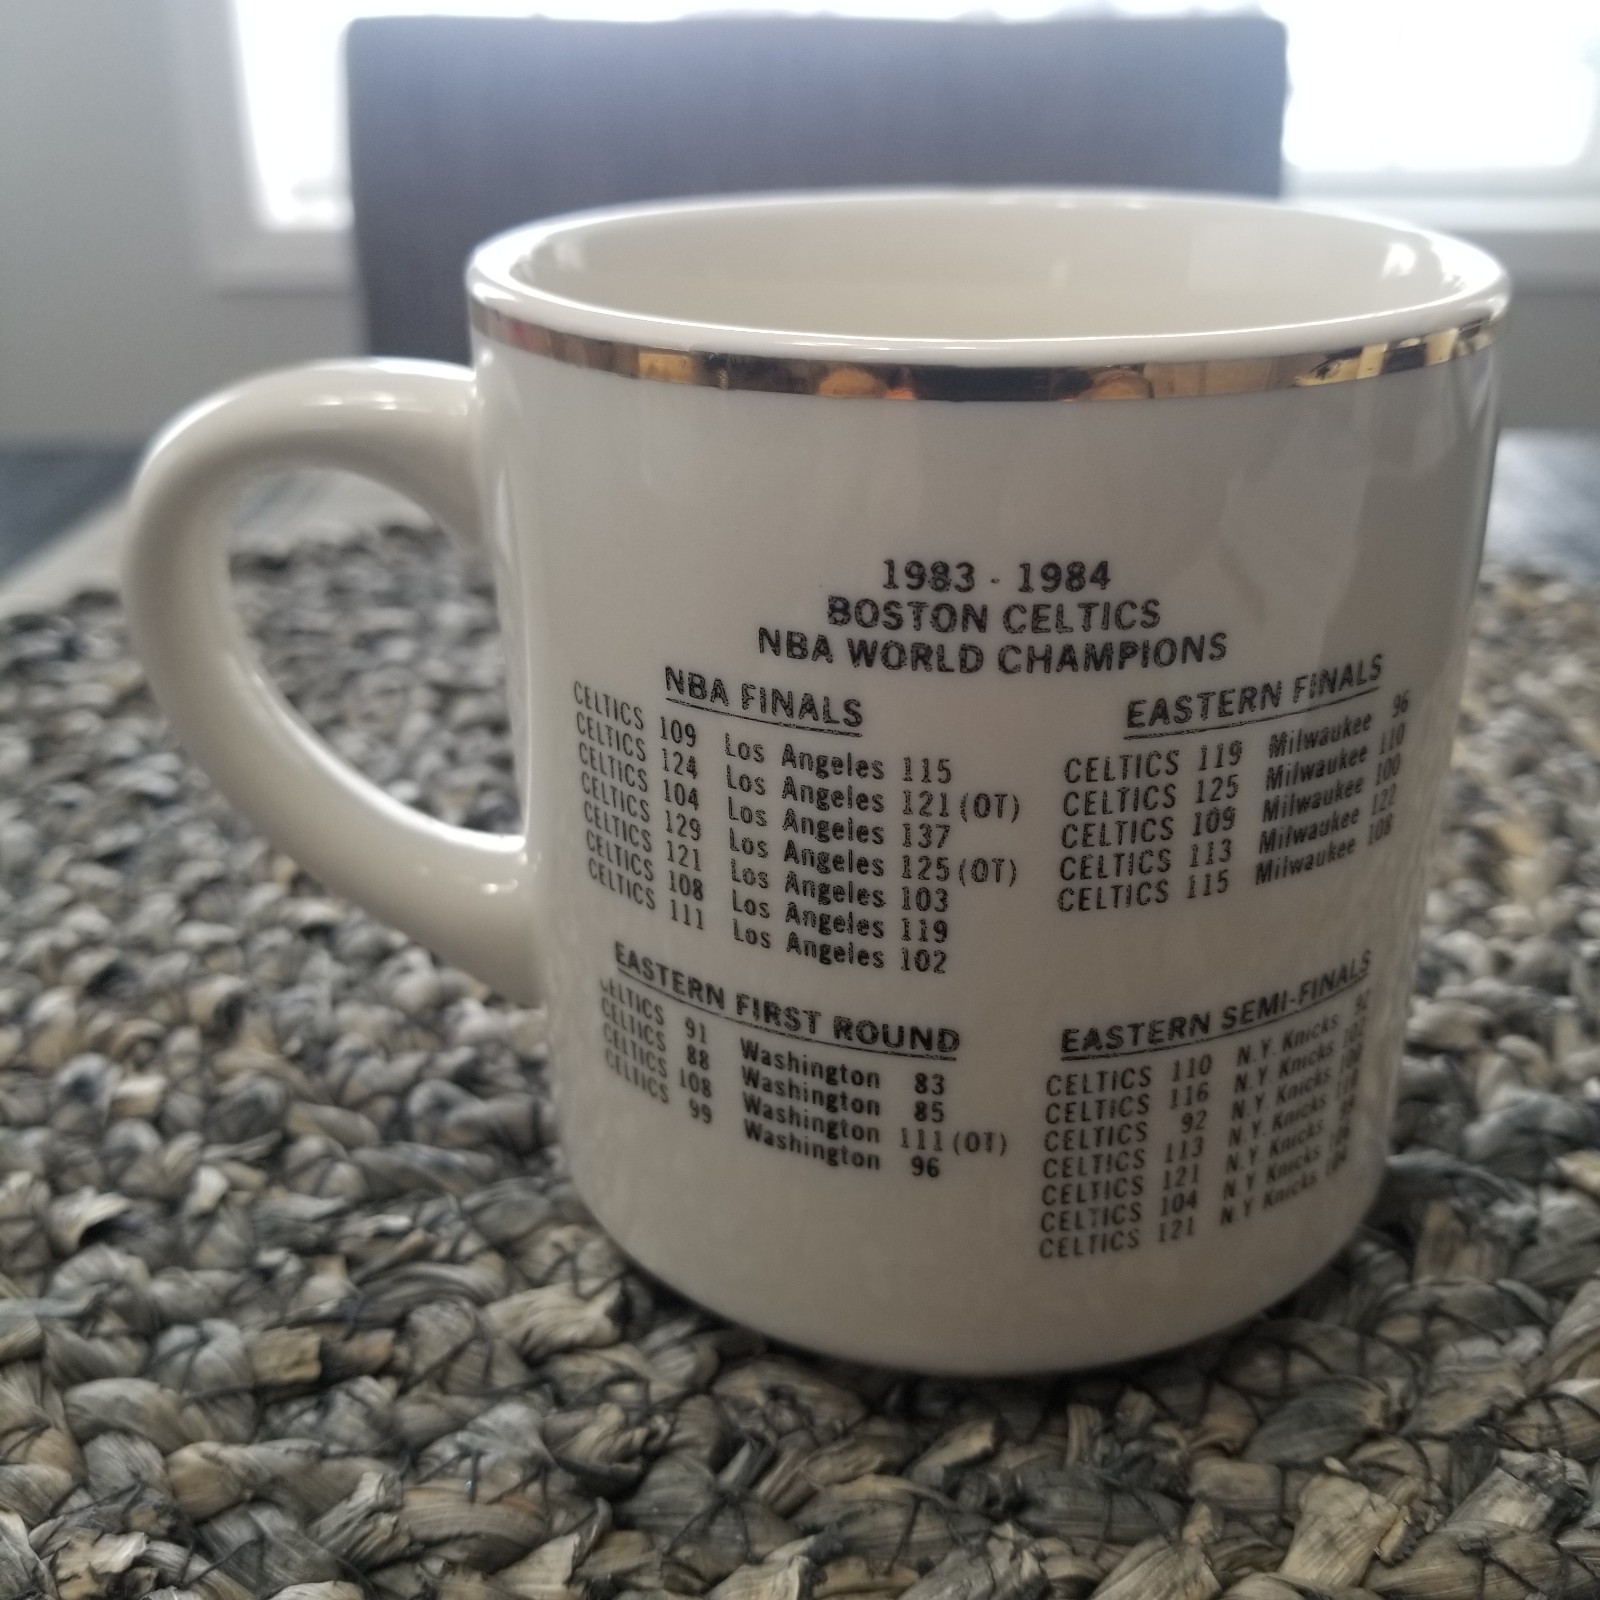 1983 - 1984
BOSTON CELTICS
NBA WORLD CHAMPIONS
NBA FINALS
CELTICS 109 Los Angeles 115
CELTICS 124 Los Angeles 121 (OT)
CELTICS 104 Los Angeles 137
CELTICS 129 Los Angeles 125 (OT)
CELTICS 121 Los Angeles 103
CELTICS 108 Los Angeles 119
CELTICS 111 Los Angeles 102
EASTERN FINALS
CELTICS 119 Milwaukee 96
CELTICS 125 Milwaukee 110
CELTICS 109 Milwaukee 100
CELTICS 113 Milwaukee 122
CELTICS 115 Milwaukee 108
EASTERN FIRST ROUND
CELTICS 91 Washington 83
CELTICS 88 Washington 85
CELTICS 108 Washington 111 (OT)
CELTICS 99 Washington 96
EASTERN SEMI-FINALS
CELTICS 110 N.Y. Knicks 92
CELTICS 116 N.Y. Knicks 102
CELTICS 92 N.Y. Knicks
CELTICS 113 N.Y. Knicks
CELTICS 121 N.Y. Knicks
CELTICS 104 N.Y. Knicks
CELTICS 121 N.Y. Knicks 104